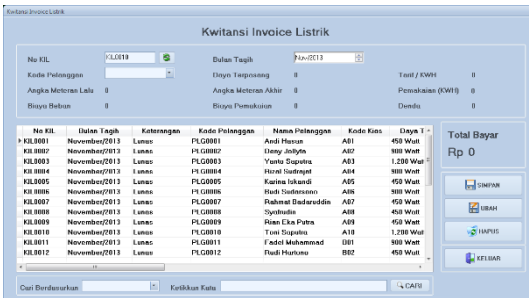 Kwitansi Invoice Listrik
Kwitansi Invoice Listrik
No KIL KIL0018 Bulan Tagih Nov/2013
Kode Pelanggan Daya Terpasang 0 Tarif / KWH 0
Angka Meteran Lalu 0 Angka Meteran Akhir 0 Pemakaian (KWH) 0
Biaya Beban 0 Biaya Pemakaian 0 Denda 0
No KIL Bulan Tagih Keterangan Kode Pelanggan Nama Pelanggan Kode Kios Daya T
KIL0001 November/2013 Lunas PLG0001 Andi Hasan A01 450 Watt
KIL0002 November/2013 Lunas PLG0002 Deny Jollyta A02 900 Watt
KIL0003 November/2013 Lunas PLG0003 Yanto Saputra A03 1.200 Watt
KIL0004 November/2013 Lunas PLG0004 Rizal Sudrajat A04 900 Watt
KIL0005 November/2013 Lunas PLG0005 Karina Iskandi A05 450 Watt
KIL0006 November/2013 Lunas PLG0006 Budi Sudarsono A06 900 Watt
KIL0007 November/2013 Lunas PLG0007 Rahmat Badaruddin A07 450 Watt
KIL0008 November/2013 Lunas PLG0008 Syahudin A08 450 Watt
KIL0009 November/2013 Lunas PLG0009 Rian Eka Putra A09 450 Watt
KIL0010 November/2013 Lunas PLG0010 Toni Saputra A10 1.200 Watt
KIL0011 November/2013 Lunas PLG0011 Fadel Muhammad B01 900 Watt
KIL0012 November/2013 Lunas PLG0012 Rudi Hartono B02 450 Watt
Total Bayar
Rp 0
SIMPAN
UBAH
HAPUS
KELUAR
Cari Berdasarkan Ketikkan Kata CARI